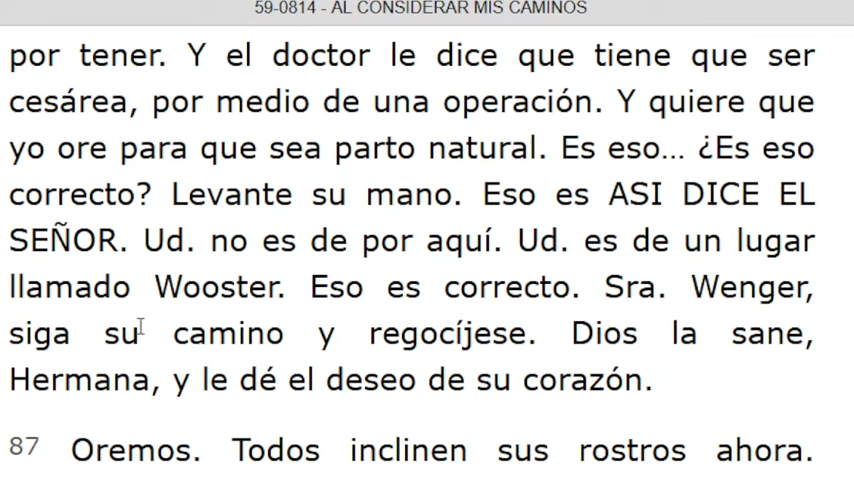 59-0814 - AL CONSIDERAR MIS CAMINOS
por tener. Y el doctor le dice que tiene que ser
cesárea, por medio de una operación. Y quiere que
yo ore para que sea parto natural. Es eso... ¿Es eso
correcto? Levante su mano. Eso es ASI DICE EL
SEÑOR. Ud. no es de por aquí. Ud. es de un lugar
llamado Wooster. Eso es correcto. Sra. Wenger,
siga su camino y regocíjese. Dios la sane,
Hermana, y le dé el deseo de su corazón.
87 Oremos. Todos inclinen sus rostros ahora.